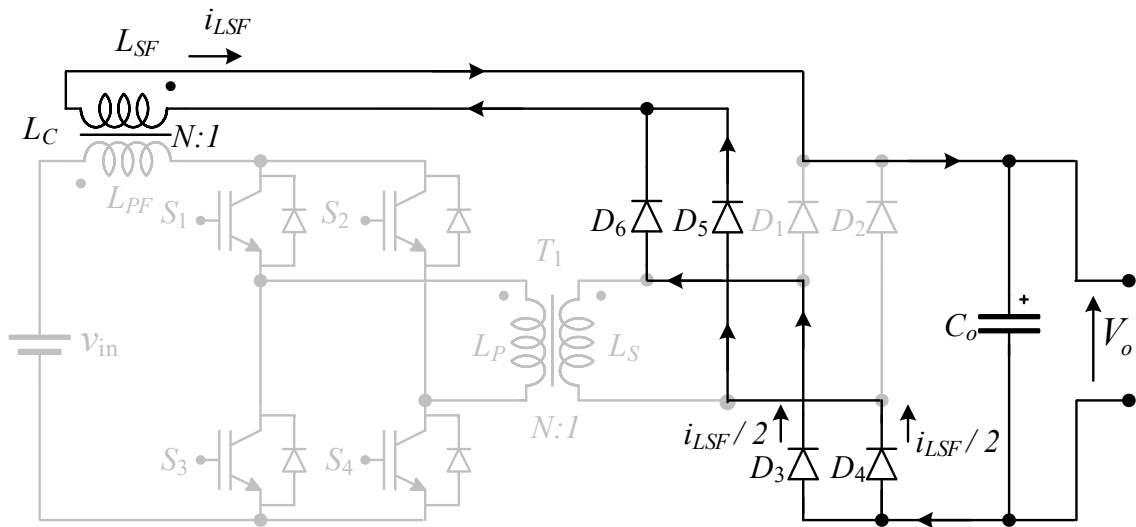 L_SF
i_LSF
L_C
N:1
L_PF
S_1
S_2
D_6
D_5
D_1
D_2
T_1
v_in
L_P
L_S
C_o
+
V_o
N:1
i_LSF / 2
i_LSF / 2
S_3
S_4
D_3
D_4